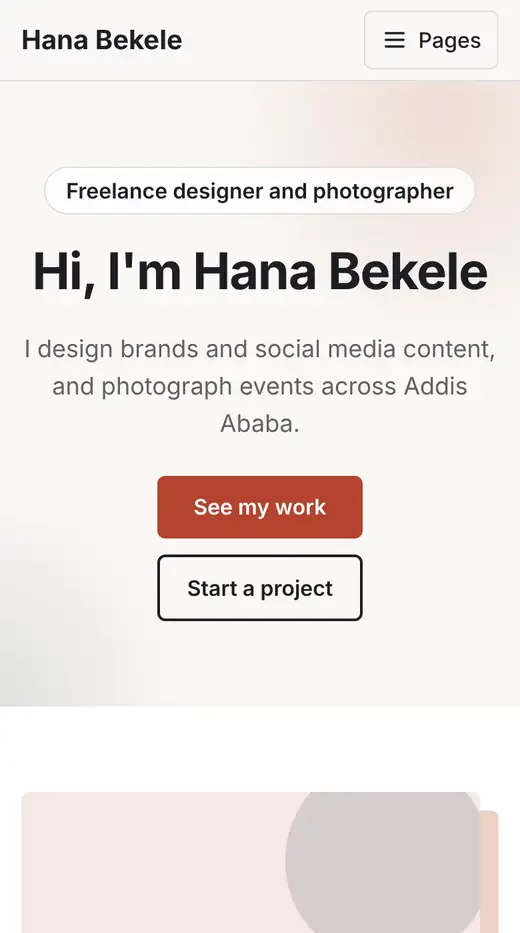 Hana Bekele
Pages
Freelance designer and photographer
Hi, I'm Hana Bekele
I design brands and social media content,
and photograph events across Addis
Ababa.
See my work
Start a project